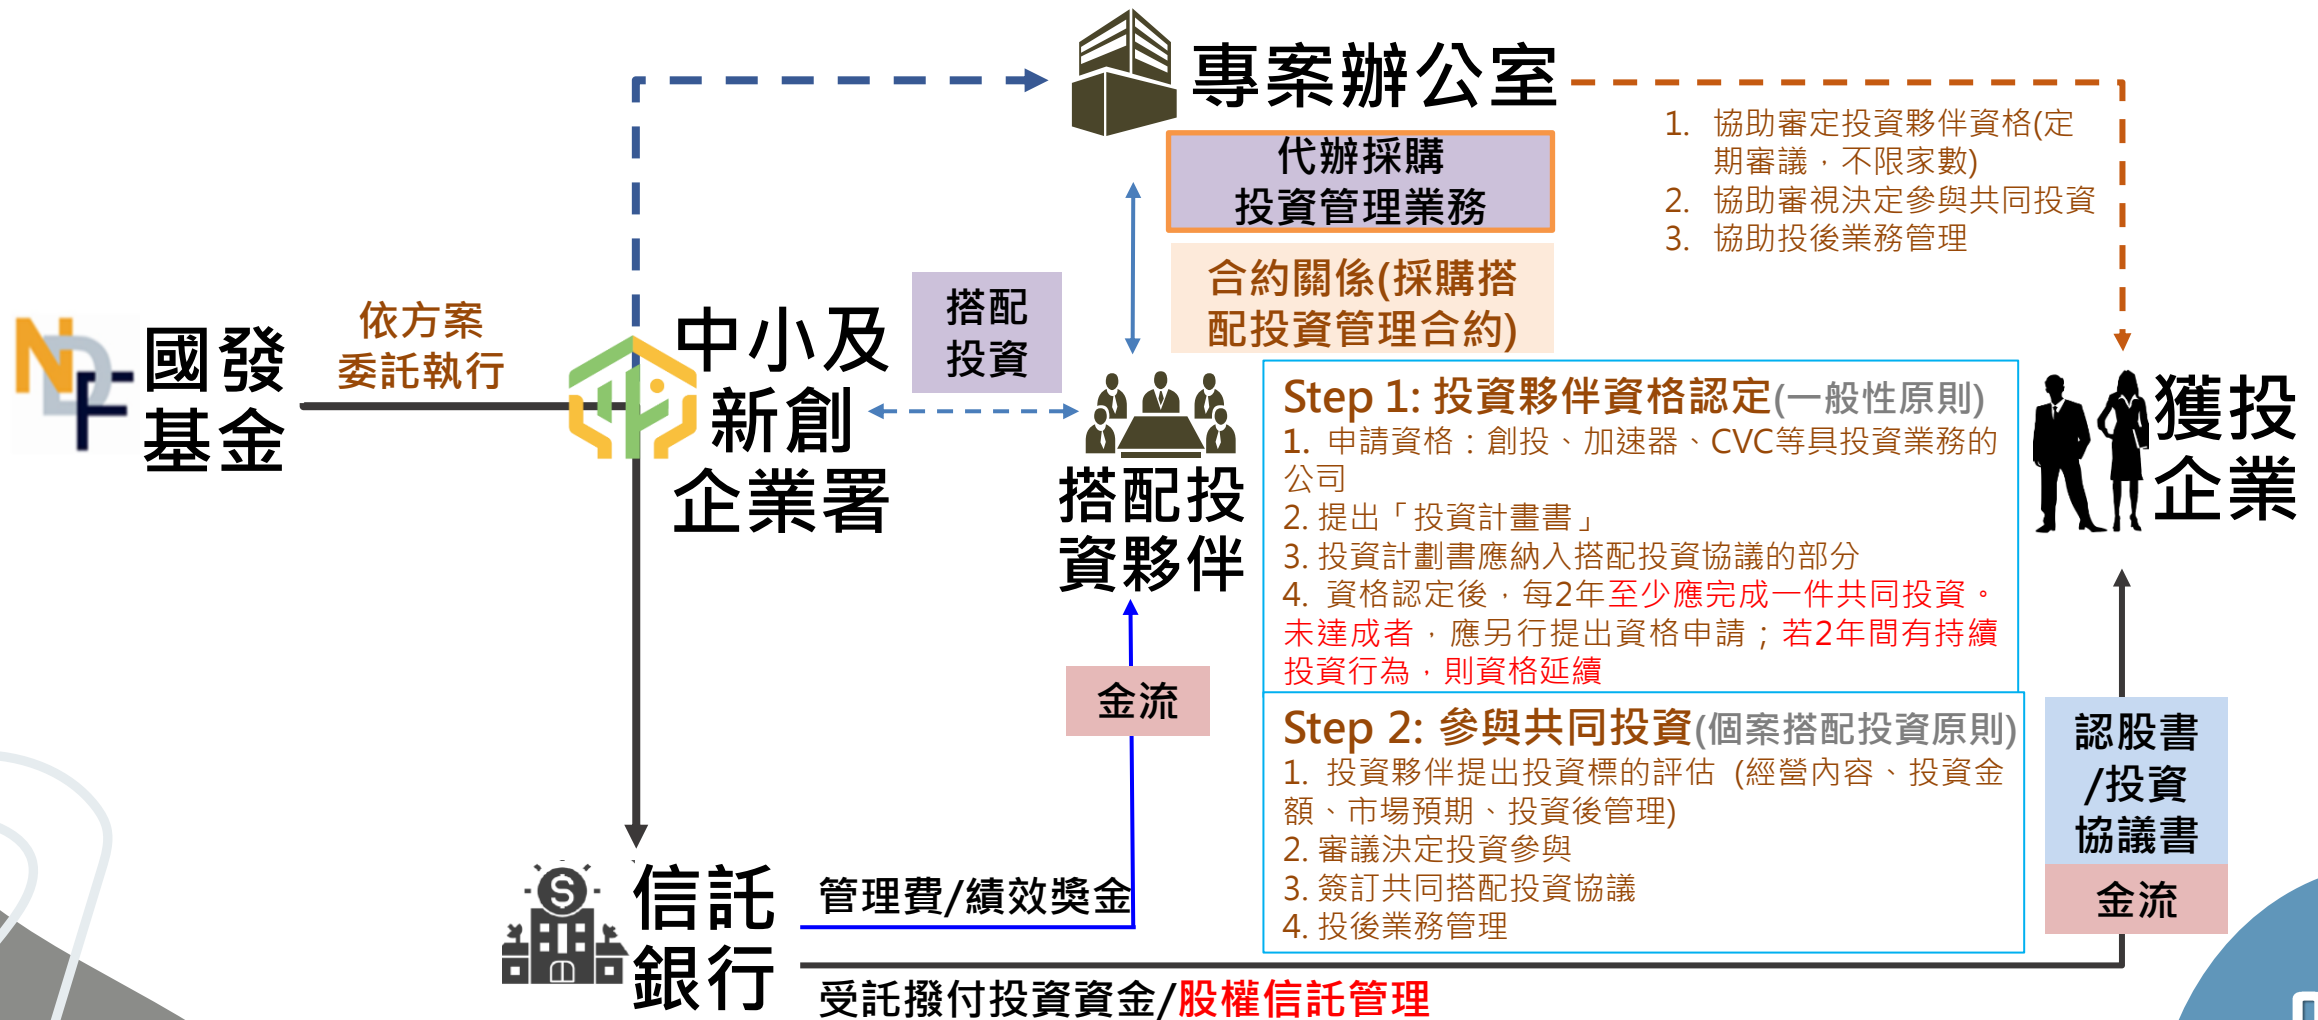 專案辦公室
代辦採購
投資管理業務
合約關係(採購搭
配投資管理合約)
1. 協助審定投資夥伴資格(定
期審議，不限家數)
2. 協助審視決定參與共同投資
3. 協助投後業務管理
NDF
國發
基金
依方案
委託執行
中小及
新創
企業署
搭配
投資
搭配投
資夥伴
Step 1: 投資夥伴資格認定(一般性原則)
1. 申請資格：創投、加速器、CVC等具投資業務的
公司
2. 提出「投資計畫書」
3. 投資計劃書應納入搭配投資協議的部分
4. 資格認定後，每2年至少應完成一件共同投資。
未達成者，應另行提出資格申請；若2年間有持續
投資行為，則資格延續
Step 2: 參與共同投資(個案搭配投資原則)
1. 投資夥伴提出投資標的評估 (經營內容、投資金
額、市場預期、投資後管理)
2. 審議決定投資參與
3. 簽訂共同搭配投資協議
4. 投後業務管理
獲投
企業
認股書
/投資
協議書
金流
金流
信託
銀行
管理費/績效獎金
受託撥付投資資金/股權信託管理